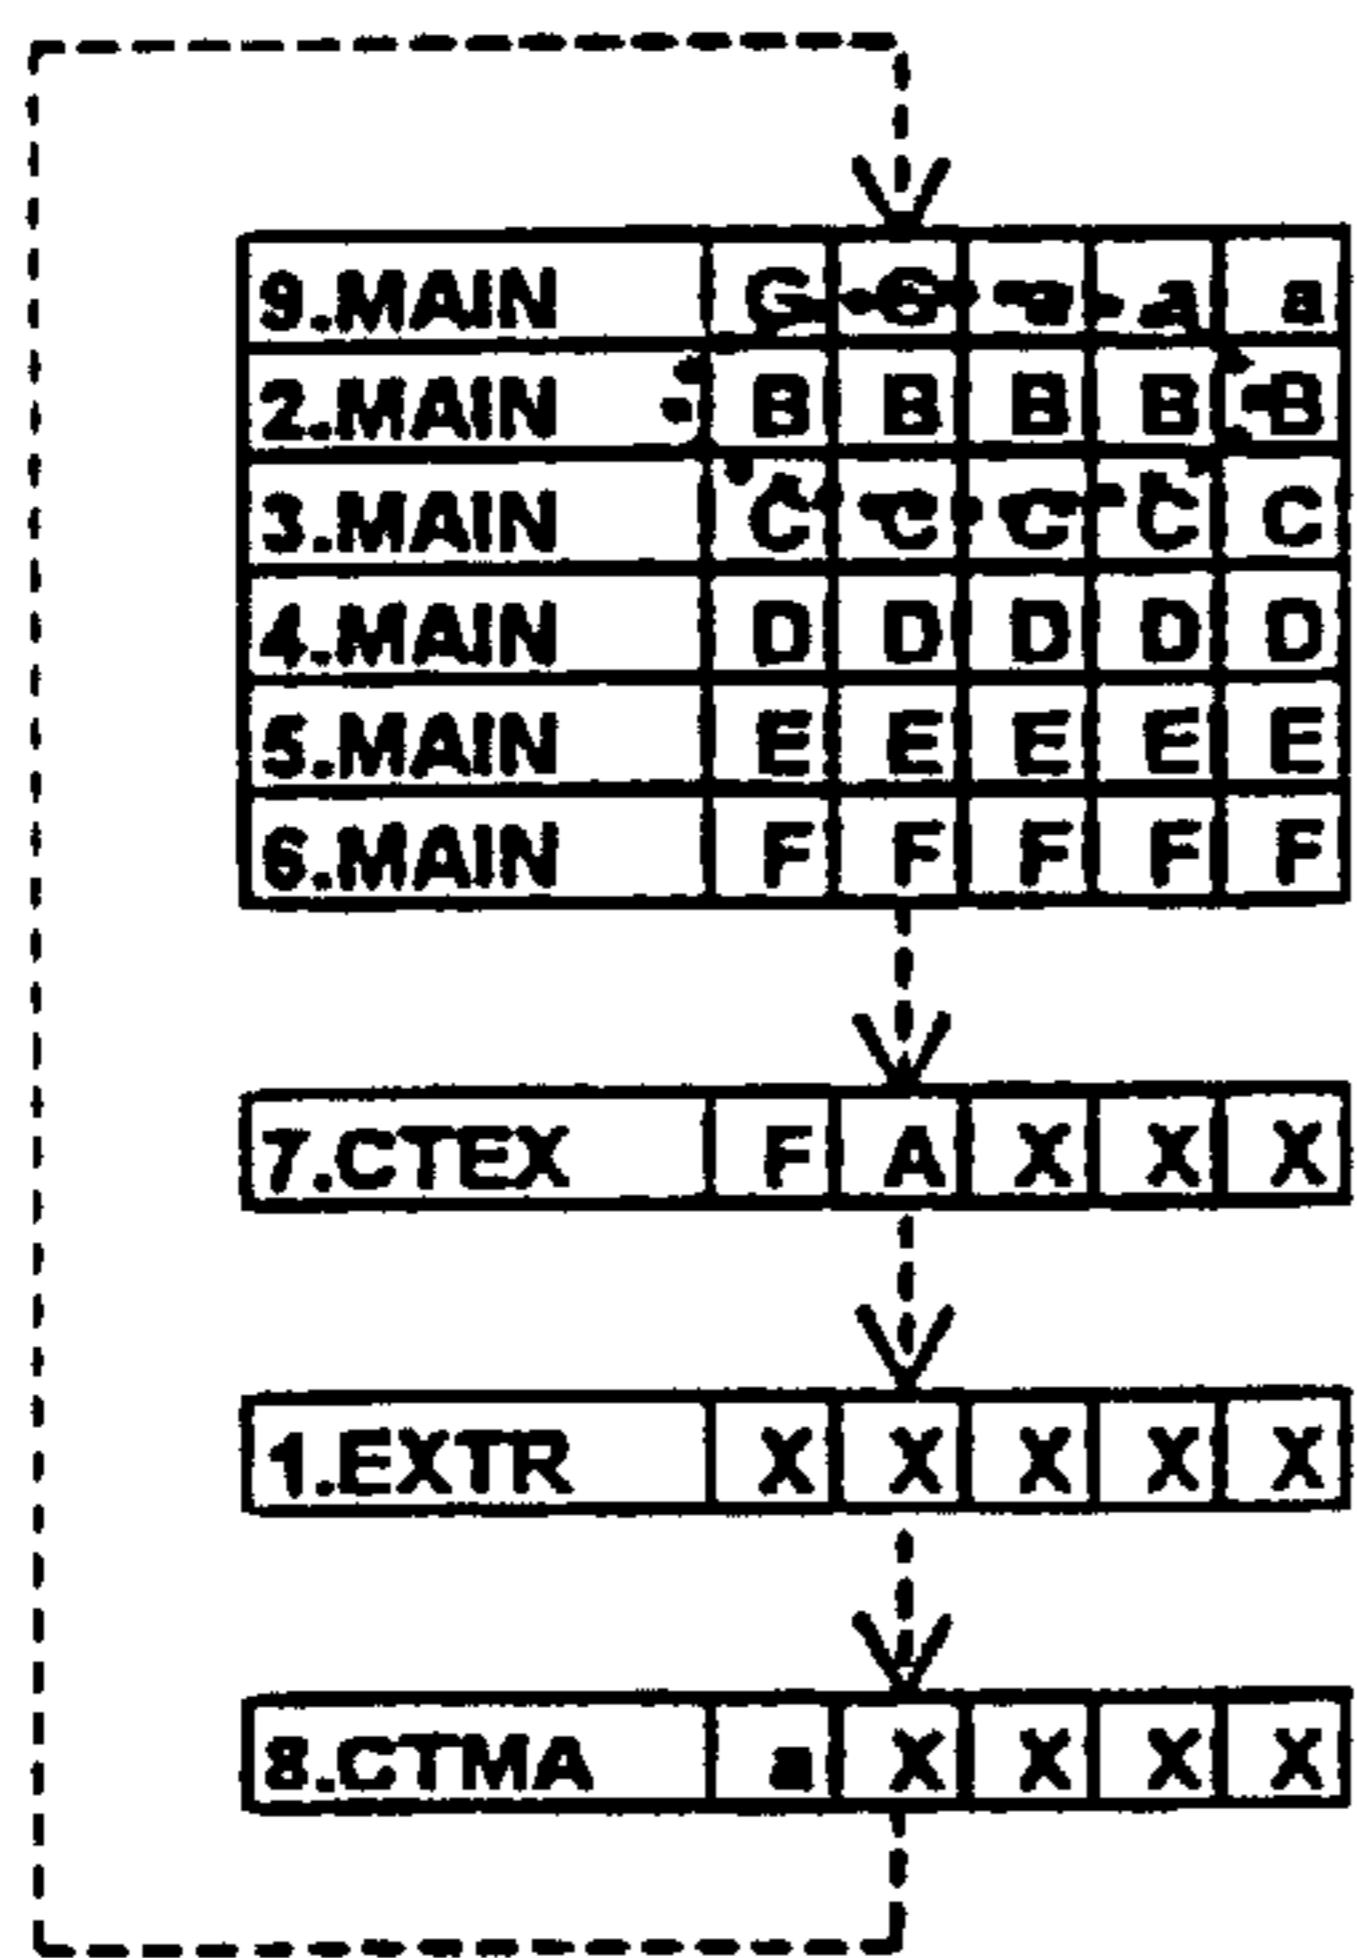 9.MAIN G G a a a
2.MAIN B B B B B
3.MAIN C C C C C
4.MAIN D D D D D
5.MAIN E E E E E
6.MAIN F F F F F
7.CTEX F A X X X
1.EXTR X X X X X
8.CTMA a X X X X